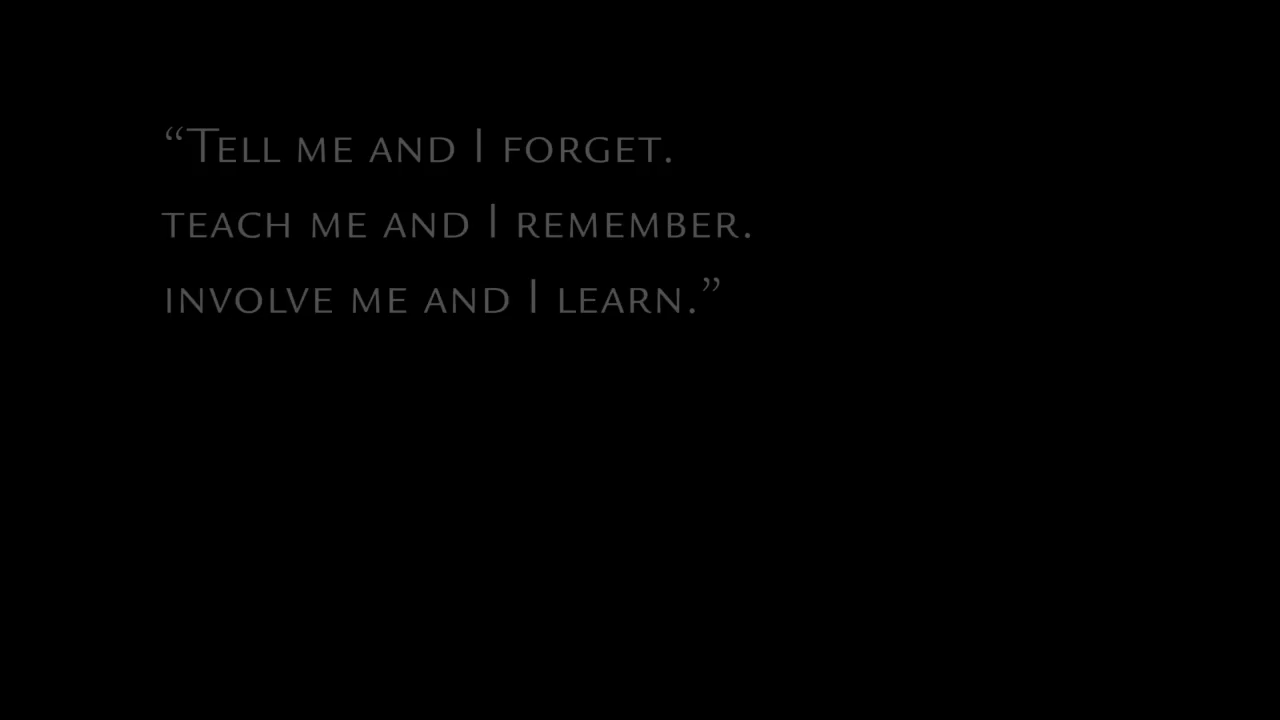 “Tell me and I forget.
teach me and I remember.
involve me and I learn.”